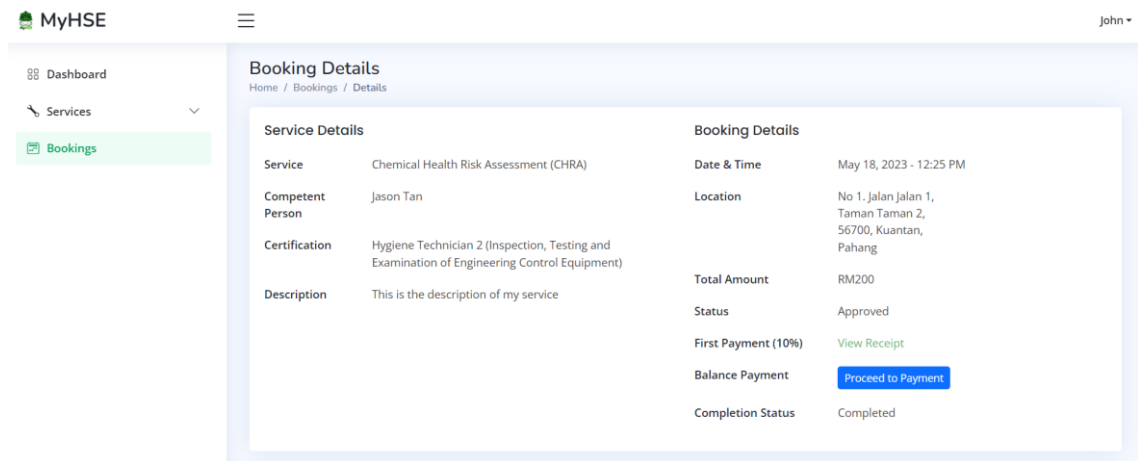 MyHSE
John
Dashboard
Services
Bookings
Booking Details
Home / Bookings / Details
Service Details
Service Chemical Health Risk Assessment (CHRA)
Competent Jason Tan
Person
Certification Hygiene Technician 2 (Inspection, Testing and
Examination of Engineering Control Equipment)
Description This is the description of my service
Booking Details
Date & Time May 18, 2023 - 12:25 PM
Location No 1. Jalan Jalan 1,
Taman Taman 2,
56700, Kuantan,
Pahang
Total Amount RM200
Status Approved
First Payment (10%) View Receipt
Balance Payment Proceed to Payment
Completion Status Completed